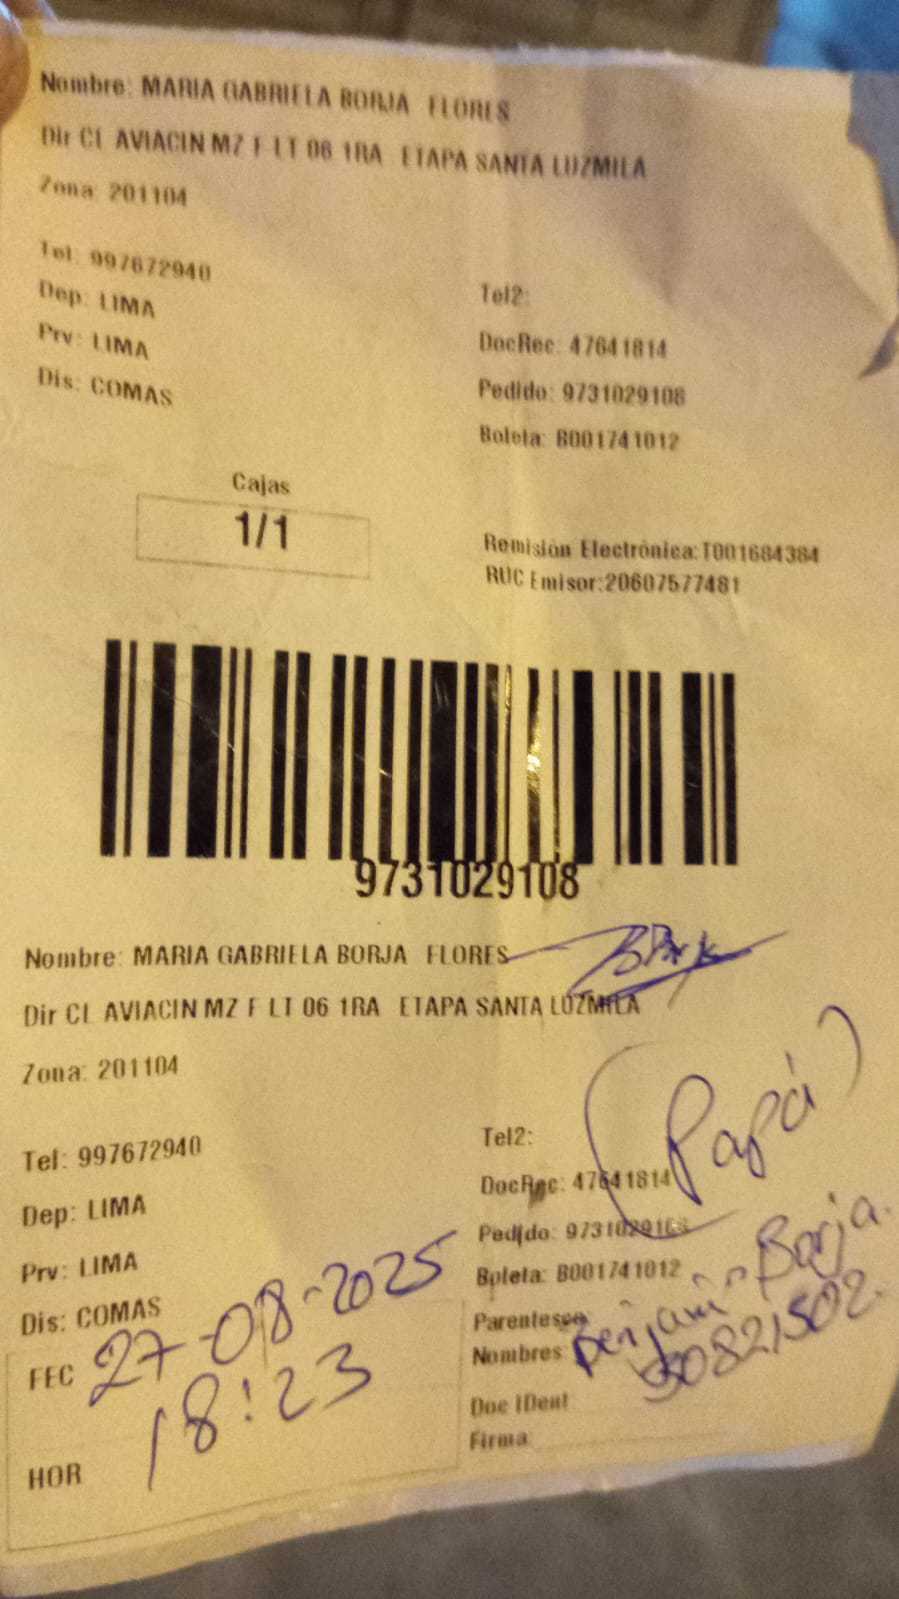 Nombre: MARIA GABRIELA BORJA FLORES
Dir CL AVIACIN MZ F LT 06 1RA ETAPA SANTA LUZMILA
Zona: 201104
Tel: 997672940
Tel2:
Dep: LIMA
DocRec: 47641814
Prv: LIMA
Pedido: 9731029108
Dis: COMAS
Boleta: B001741012
Cajas
1/1
Remisión Electrónica:T001684384
RUC Emisor:20607577481
9731029108
Nombre: MARIA GABRIELA BORJA FLORES
Dir CL AVIACIN MZ F LT 06 1RA ETAPA SANTA LUZMILA
Zona: 201104
(Papá)
Tel: 997672940
Tel2:
Dep: LIMA
DocRec: 47641814
Prv: LIMA
Pedido: 9731029108
Dis: COMAS
Boleta: B001741012
Parentesco
FEC 27-08-2025
Nombres Benjamin Borja.
Doc IDent
HOR 18:23
Firma